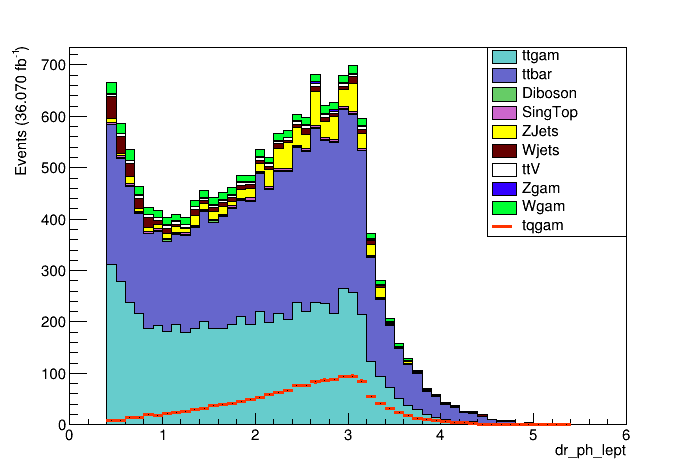 Events (36.070 fb-1)
700
600
500
400
300
200
100
0
0 1 2 3 4 5 6
dr_ph_lept
ttgam
ttbar
Diboson
SingTop
ZJets
Wjets
ttV
Zgam
Wgam
tqgam